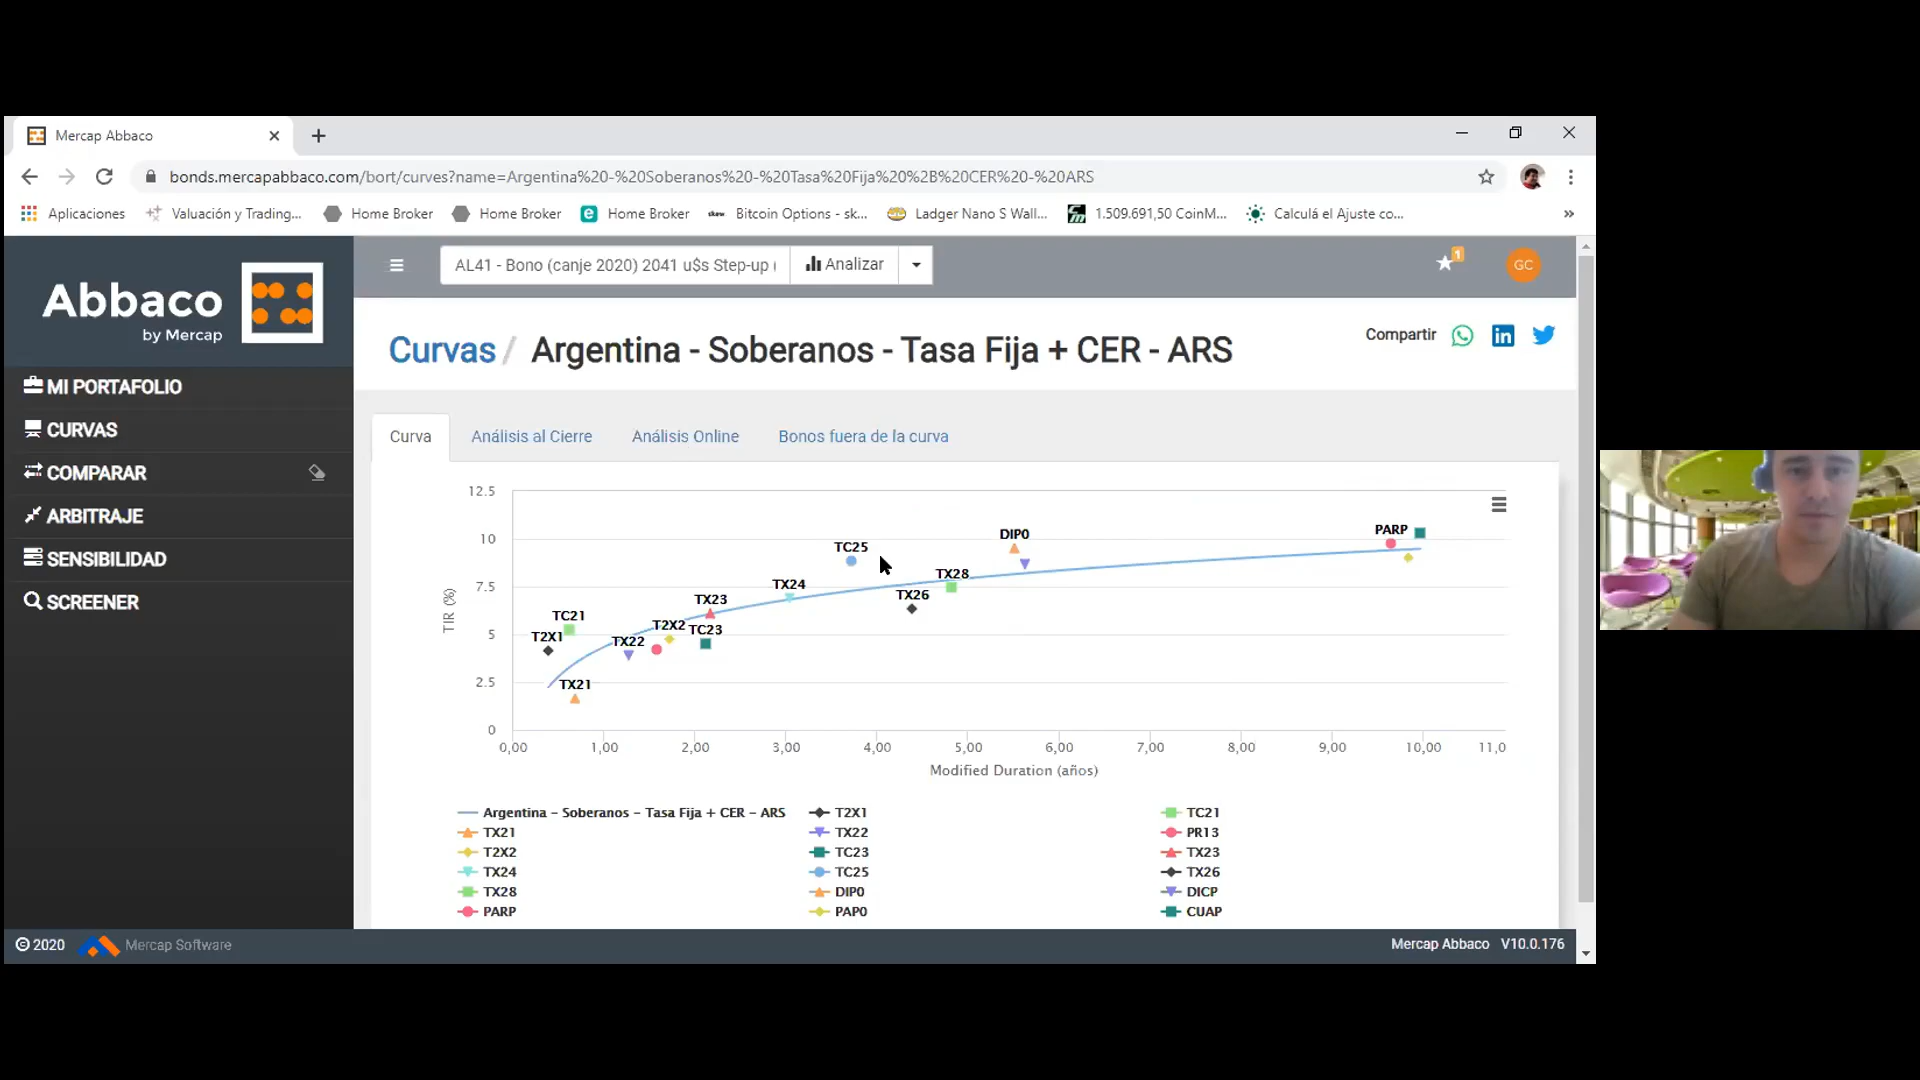 Mercap Abbaco
bonds.mercapabbaco.com/bort/curves?name=Argentina%20-%20Soberanos%20-%20Tasa%20Fija%20%2B%20CER%20-%20ARS
Aplicaciones Valuación y Trading... Home Broker Home Broker Home Broker skew Bitcoin Options - sk... Ladger Nano S Wall... 1.509.691,50 CoinM... Calculá el Ajuste co... »
Abbaco
by Mercap
AL41 - Bono (canje 2020) 2041 u$s Step-up ( Analizar
1
GC
MI PORTAFOLIO
CURVAS
COMPARAR
ARBITRAJE
SENSIBILIDAD
SCREENER
Curvas / Argentina - Soberanos - Tasa Fija + CER - ARS
Compartir
Curva Análisis al Cierre Análisis Online Bonos fuera de la curva
12.5
10
7.5
5
2.5
0
TIR (%)
PARP
DIP0
TC25
TX28
TX24
TX26
TX23
TC21
T2X2 TC23
T2X1
TX22
TX21
0,00 1,00 2,00 3,00 4,00 5,00 6,00 7,00 8,00 9,00 10,00 11,0
Modified Duration (años)
Argentina - Soberanos - Tasa Fija + CER - ARS T2X1 TC21
TX21 TX22 PR13
T2X2 TC23 TX23
TX24 TC25 TX26
TX28 DIP0 DICP
PARP PAP0 CUAP
© 2020 Mercap Software
Mercap Abbaco V10.0.176